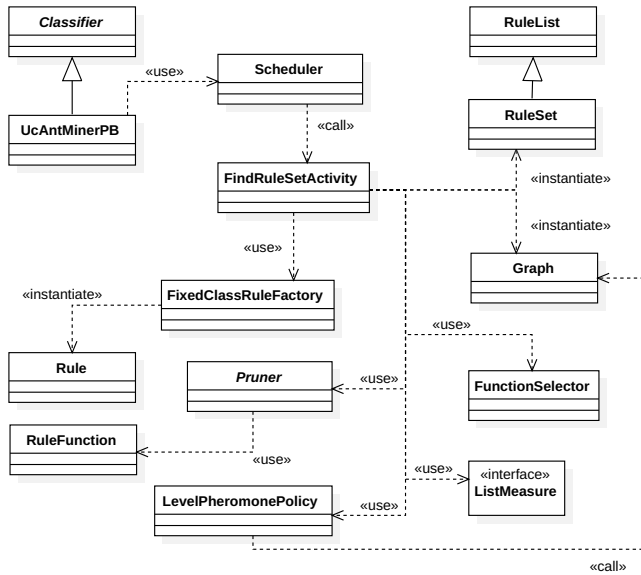 Classifier
RuleList
«use»
Scheduler
«call»
UcAntMinerPB
RuleSet
FindRuleSetActivity
«instantiate»
«instantiate»
«use»
Graph
FixedClassRuleFactory
«instantiate»
«use»
Rule
Pruner
«use»
FunctionSelector
RuleFunction
«use»
«use»
«interface»
ListMeasure
LevelPheromonePolicy
«use»
«call»